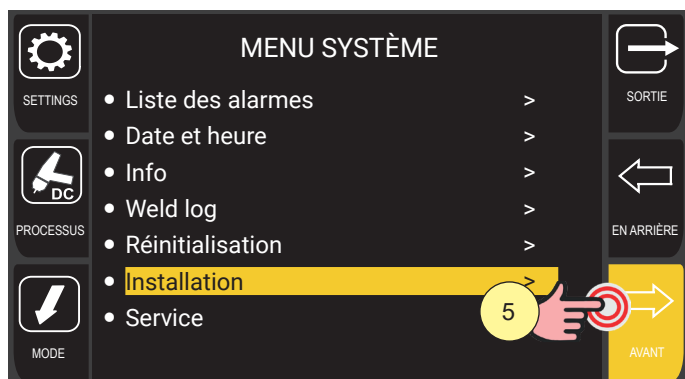 MENU SYSTÈME
SETTINGS
PROCESSUS
DC
MODE
• Liste des alarmes >
• Date et heure >
• Info >
• Weld log >
• Réinitialisation >
• Installation >
• Service
5
SORTIE
EN ARRIÈRE
AVANT